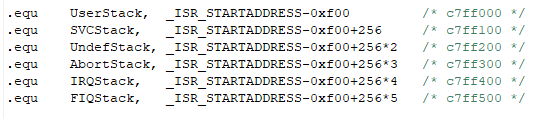 .equ UserStack, _ISR_STARTADDRESS-0xf00 /* c7ff000 */
.equ SVCStack, _ISR_STARTADDRESS-0xf00+256 /* c7ff100 */
.equ UndefStack, _ISR_STARTADDRESS-0xf00+256*2 /* c7ff200 */
.equ AbortStack, _ISR_STARTADDRESS-0xf00+256*3 /* c7ff300 */
.equ IRQStack, _ISR_STARTADDRESS-0xf00+256*4 /* c7ff400 */
.equ FIQStack, _ISR_STARTADDRESS-0xf00+256*5 /* c7ff500 */